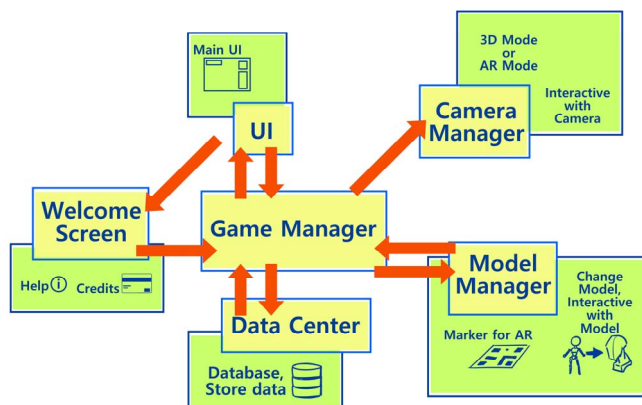 Main UI
UI
3D Mode
or
AR Mode
Interactive
with
Camera
Camera
Manager
Welcome
Screen
Help
Credits
Game Manager
Model
Manager
Marker for AR
Change
Model,
Interactive
with
Model
Data Center
Database,
Store data